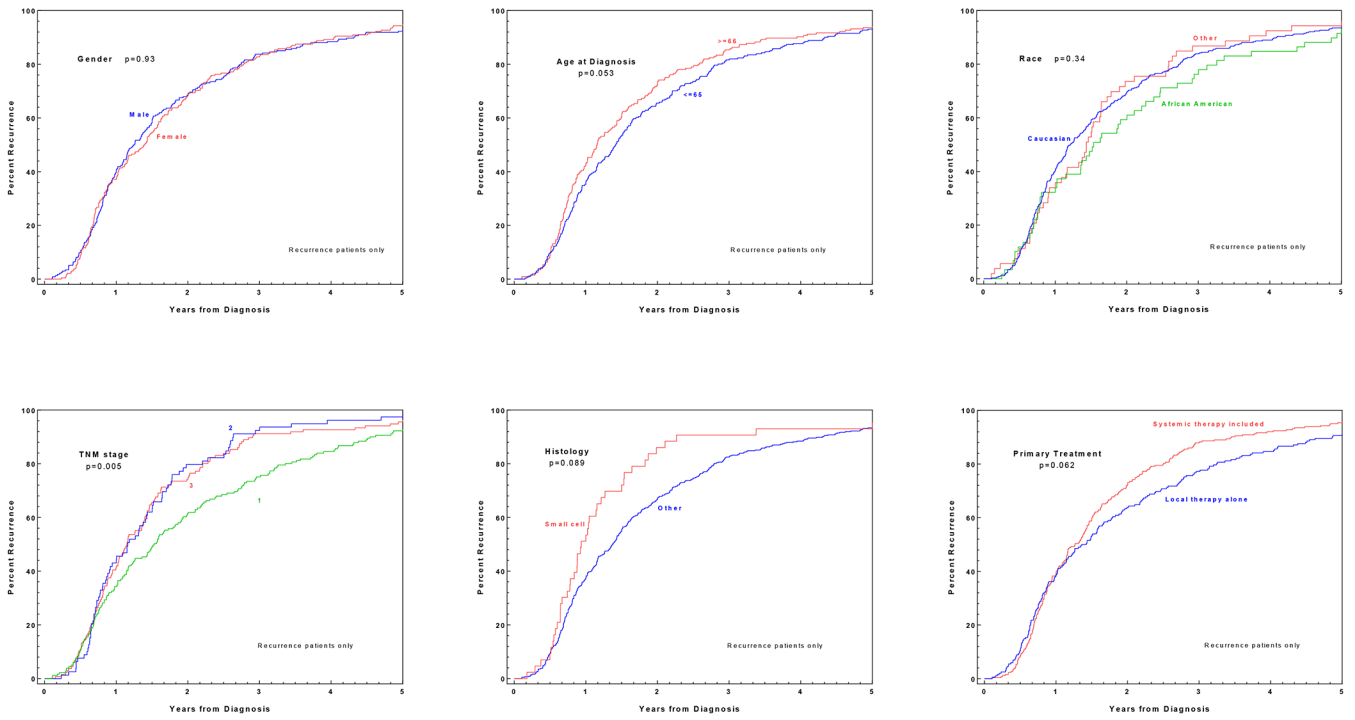 100
80
60
40
20
0
Percent Recurrence
Gender p=0.93
Male
Female
Recurrence patients only
0 1 2 3 4 5
Years from Diagnosis
100
80
60
40
20
0
Percent Recurrence
Age at Diagnosis
p=0.053
>=66
<=65
Recurrence patients only
0 1 2 3 4 5
Years from Diagnosis
100
80
60
40
20
0
Percent Recurrence
Race p=0.34
Other
African American
Caucasian
Recurrence patients only
0 1 2 3 4 5
Years from Diagnosis
100
80
60
40
20
0
Percent Recurrence
TNM stage
p=0.005
2
3
1
Recurrence patients only
0 1 2 3 4 5
Years from Diagnosis
100
80
60
40
20
0
Percent Recurrence
Histology
p=0.089
Small cell
Other
Recurrence patients only
0 1 2 3 4 5
Years from Diagnosis
100
80
60
40
20
0
Percent Recurrence
Systemic therapy included
Primary Treatment
p=0.062
Local therapy alone
Recurrence patients only
0 1 2 3 4 5
Years from Diagnosis